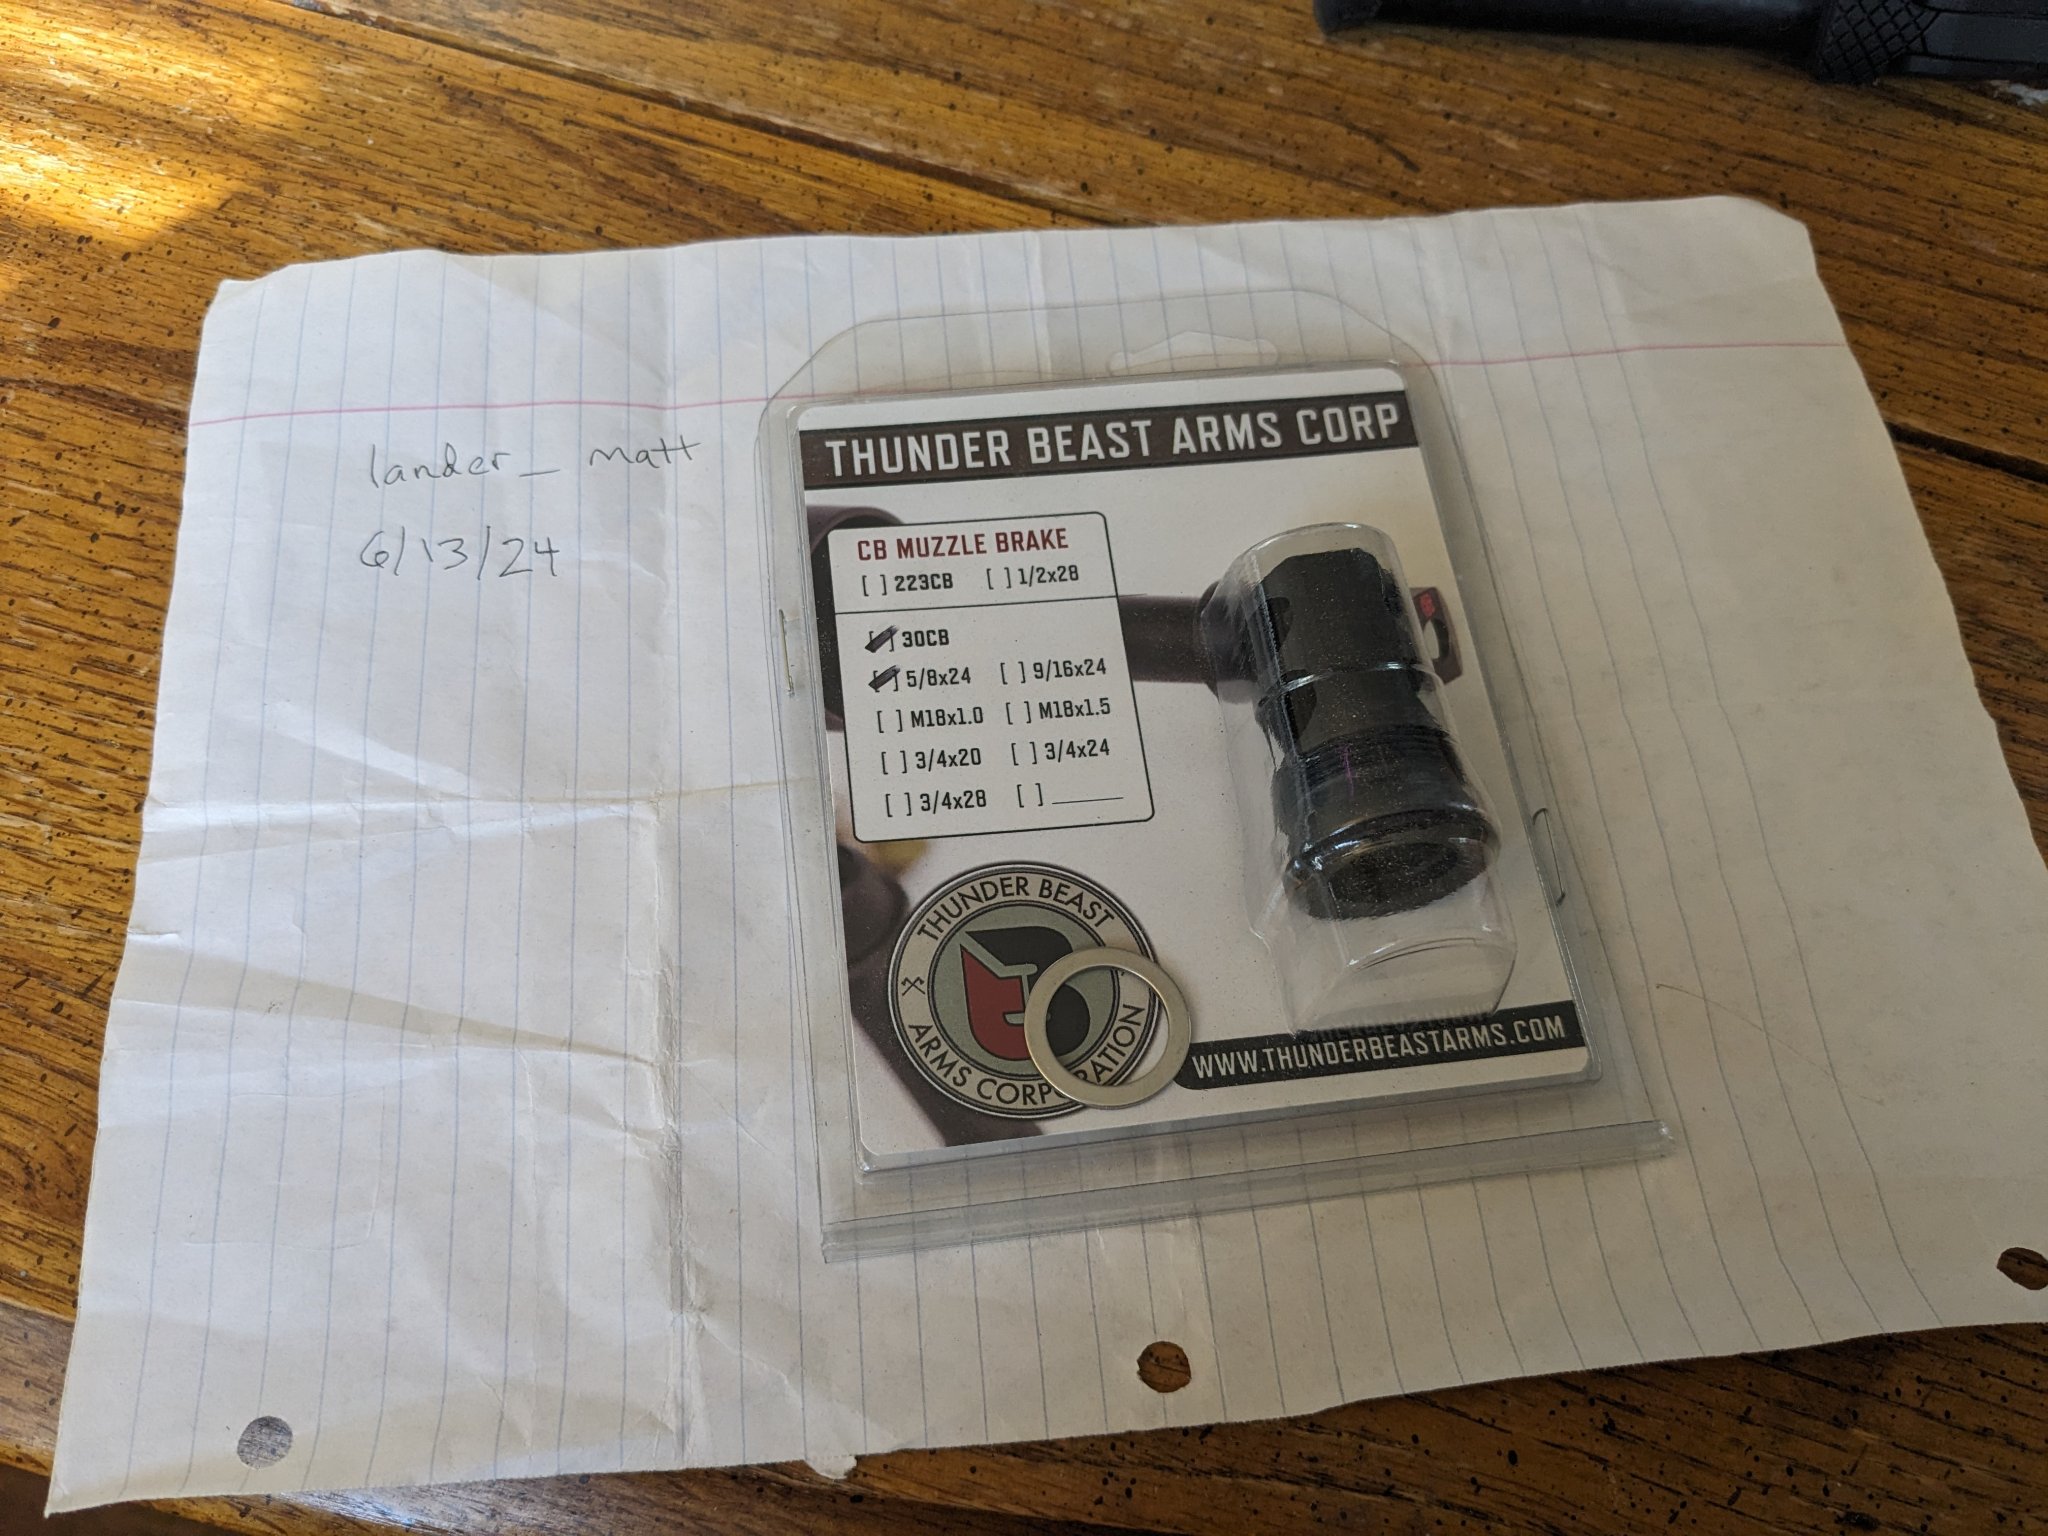 lander_ matt
6/13/24
THUNDER BEAST ARMS CORP
CB MUZZLE BRAKE
[ ] 223CB [ ] 1/2x28
[ ] 30CB
[ ] 5/8x24 [ ] 9/16x24
[ ] M18x1.0 [ ] M18x1.5
[ ] 3/4x20 [ ] 3/4x24
[ ] 3/4x28 [ ] ______
THUNDER BEAST
ARMS CORPORATION
WWW.THUNDERBEASTARMS.COM